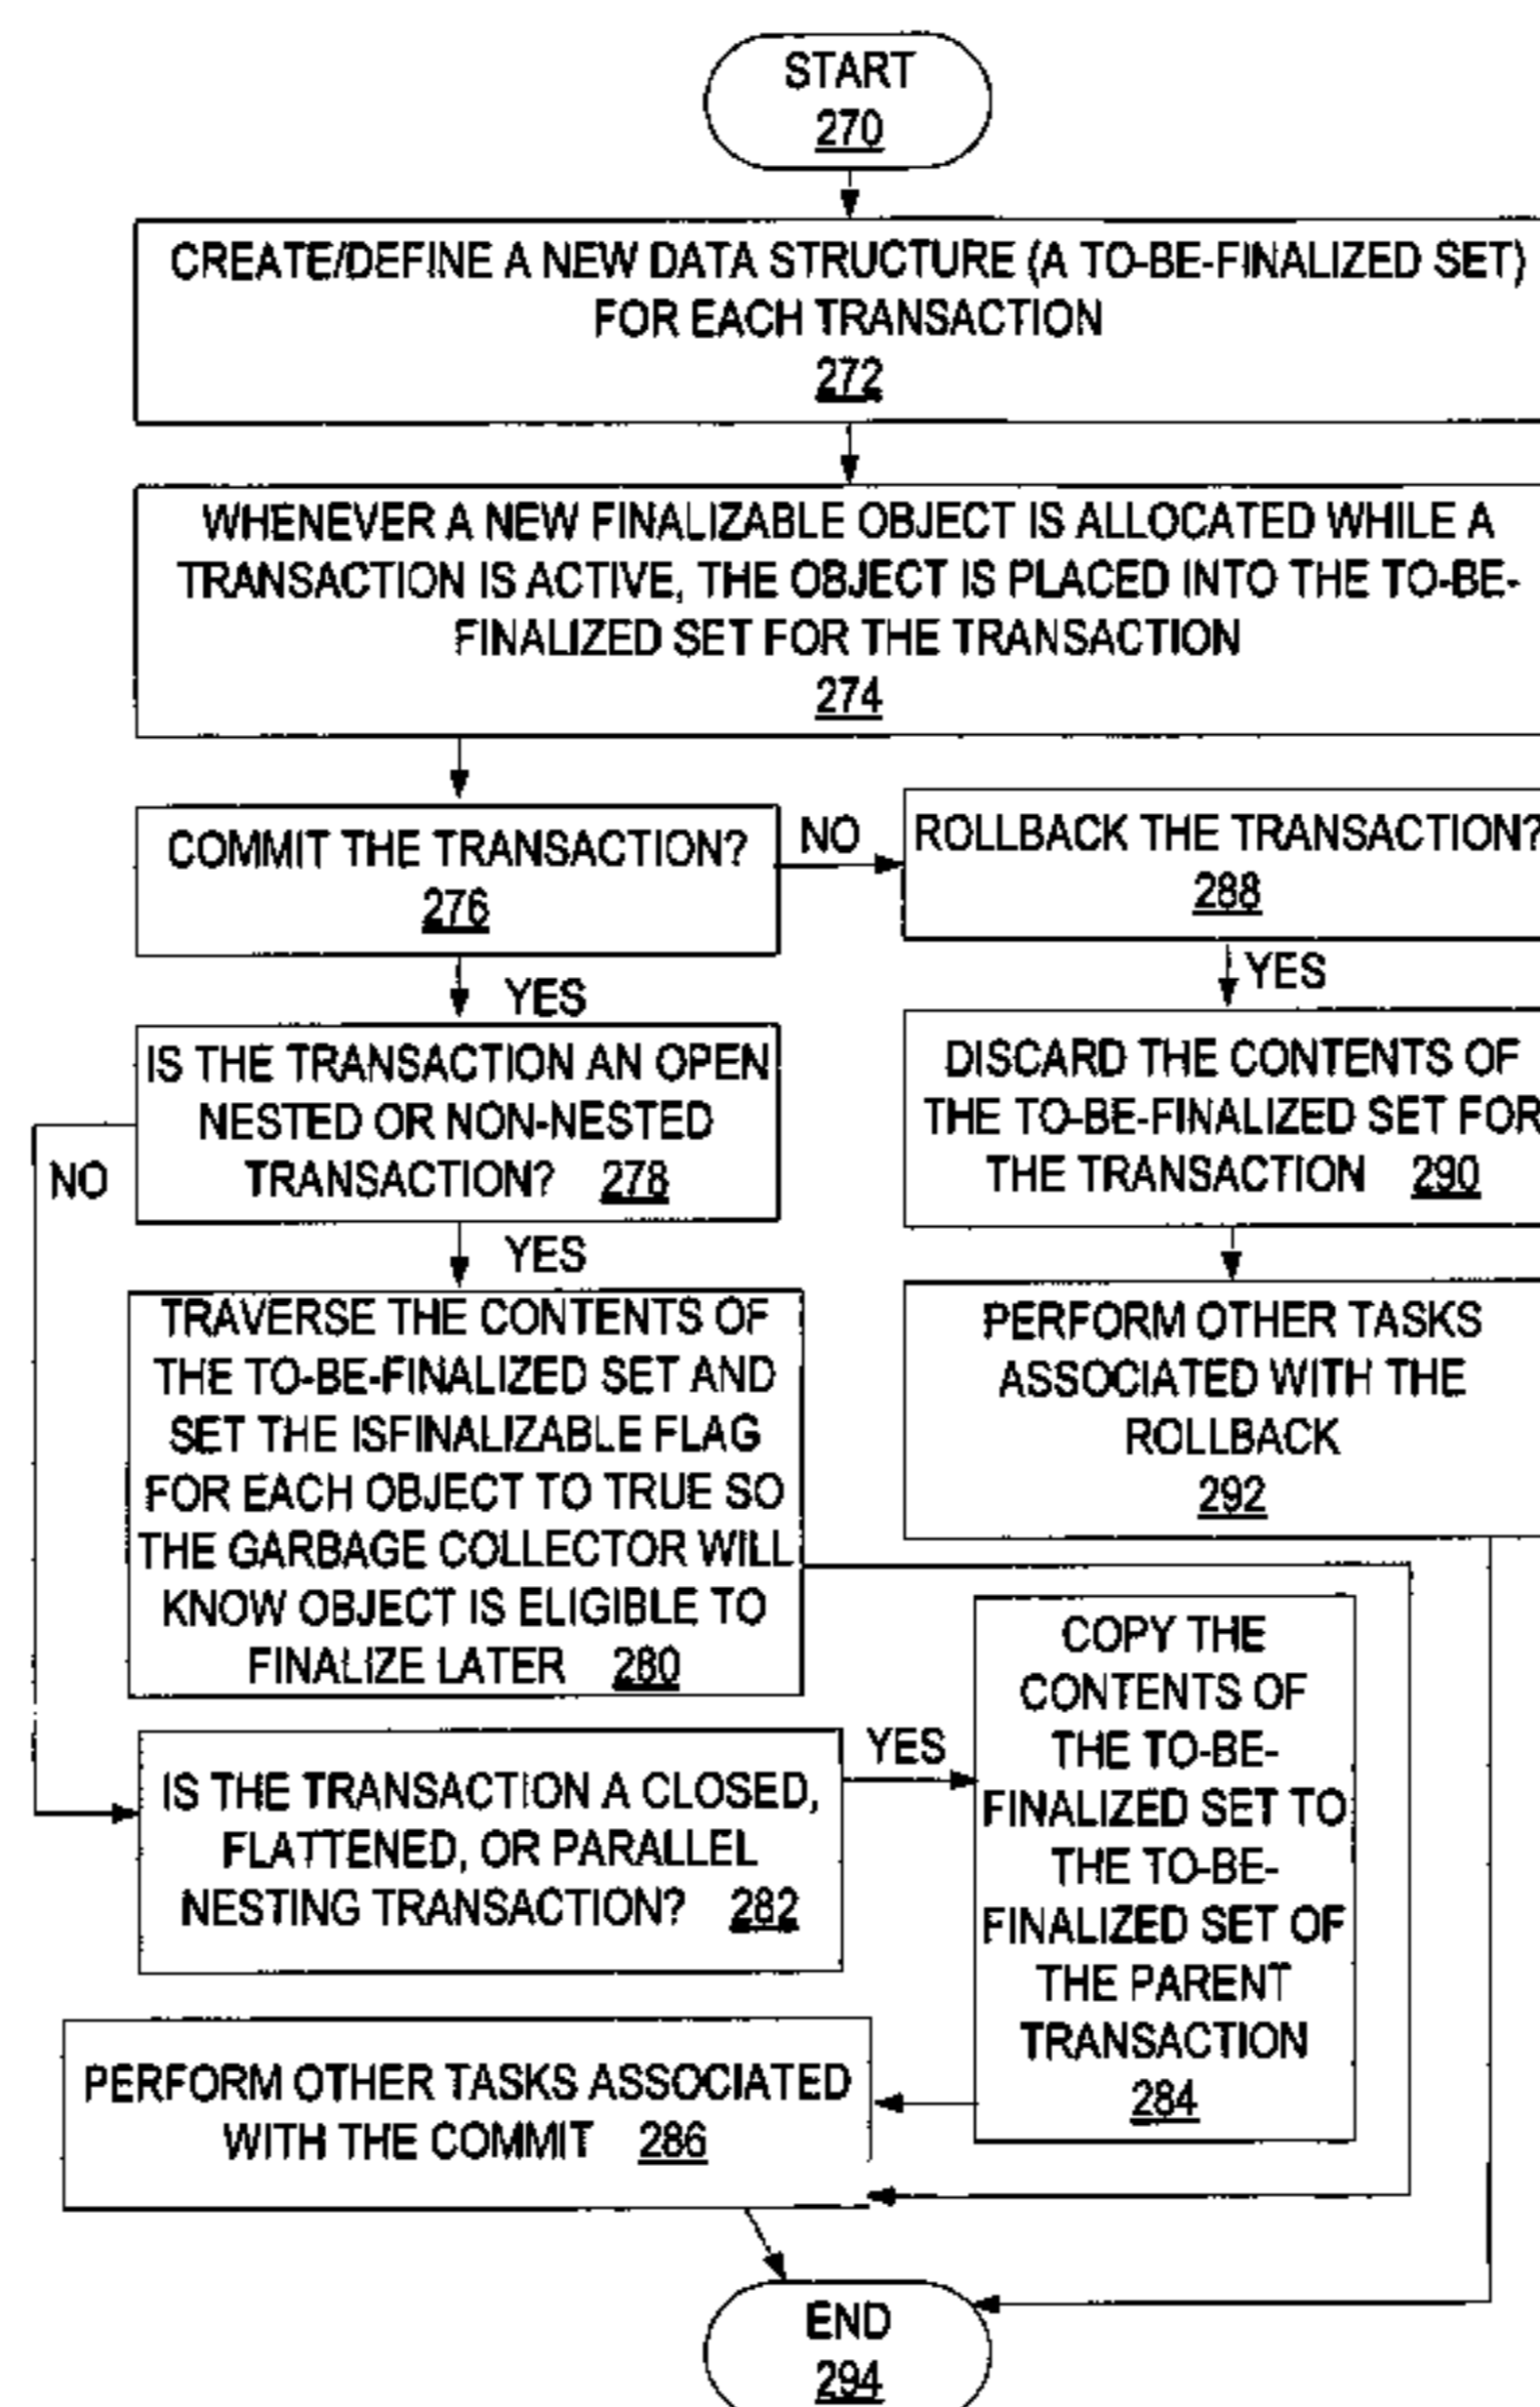 START
270
CREATE/DEFINE A NEW DATA STRUCTURE (A TO-BE-FINALIZED SET)
FOR EACH TRANSACTION
272
WHENEVER A NEW FINALIZABLE OBJECT IS ALLOCATED WHILE A
TRANSACTION IS ACTIVE, THE OBJECT IS PLACED INTO THE TO-BE-
FINALIZED SET FOR THE TRANSACTION
274
COMMIT THE TRANSACTION?
276
NO
ROLLBACK THE TRANSACTION?
288
YES
YES
IS THE TRANSACTION AN OPEN
NESTED OR NON-NESTED
TRANSACTION? 278
NO
DISCARD THE CONTENTS OF
THE TO-BE-FINALIZED SET FOR
THE TRANSACTION 290
YES
TRAVERSE THE CONTENTS OF
THE TO-BE-FINALIZED SET AND
SET THE ISFINALIZABLE FLAG
FOR EACH OBJECT TO TRUE SO
THE GARBAGE COLLECTOR WILL
KNOW OBJECT IS ELIGIBLE TO
FINALIZE LATER 280
PERFORM OTHER TASKS
ASSOCIATED WITH THE
ROLLBACK
292
IS THE TRANSACTION A CLOSED,
FLATTENED, OR PARALLEL
NESTING TRANSACTION? 282
YES
COPY THE
CONTENTS OF
THE TO-BE-
FINALIZED SET TO
THE TO-BE-
FINALIZED SET OF
THE PARENT
TRANSACTION
284
PERFORM OTHER TASKS ASSOCIATED
WITH THE COMMIT 286
END
294